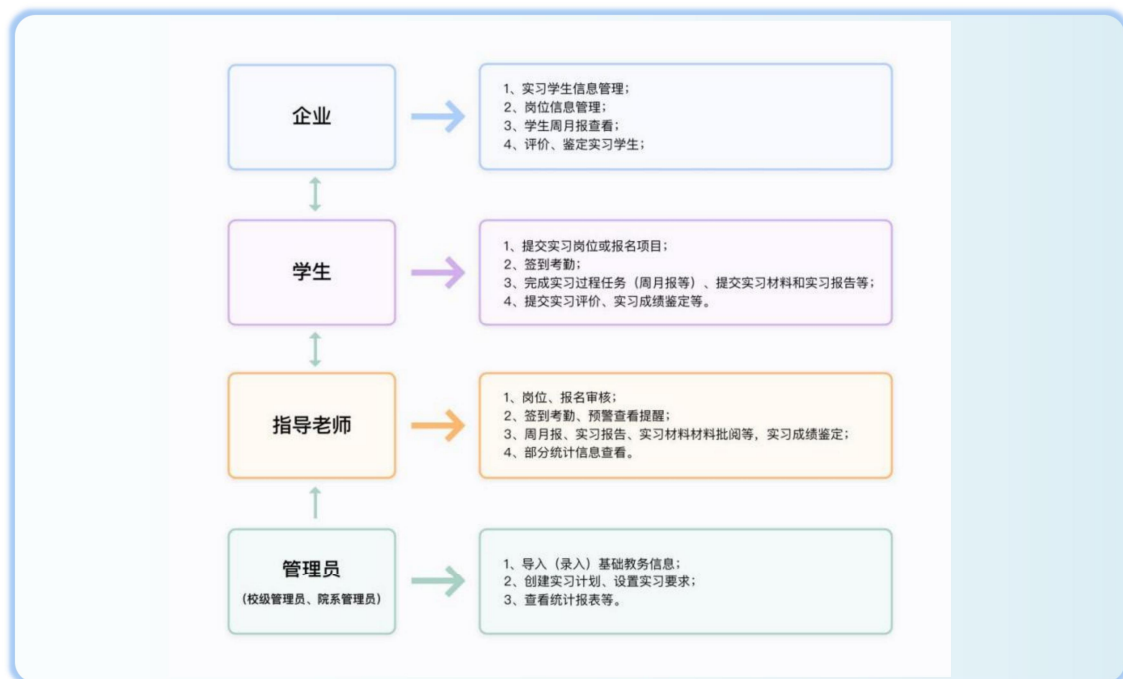 企业
1、实习学生信息管理；
2、岗位信息管理；
3、学生周月报查看；
4、评价、鉴定实习学生；
学生
1、提交实习岗位或报名项目；
2、签到考勤；
3、完成实习过程任务（周月报等）、提交实习材料和实习报告等；
4、提交实习评价、实习成绩鉴定等。
指导老师
1、岗位、报名审核；
2、签到考勤、预警查看提醒；
3、周月报、实习报告、实习材料材料批阅等，实习成绩鉴定；
4、部分统计信息查看。
管理员
（校级管理员、院系管理员）
1、导入（录入）基础教务信息；
2、创建实习计划、设置实习要求；
3、查看统计报表等。